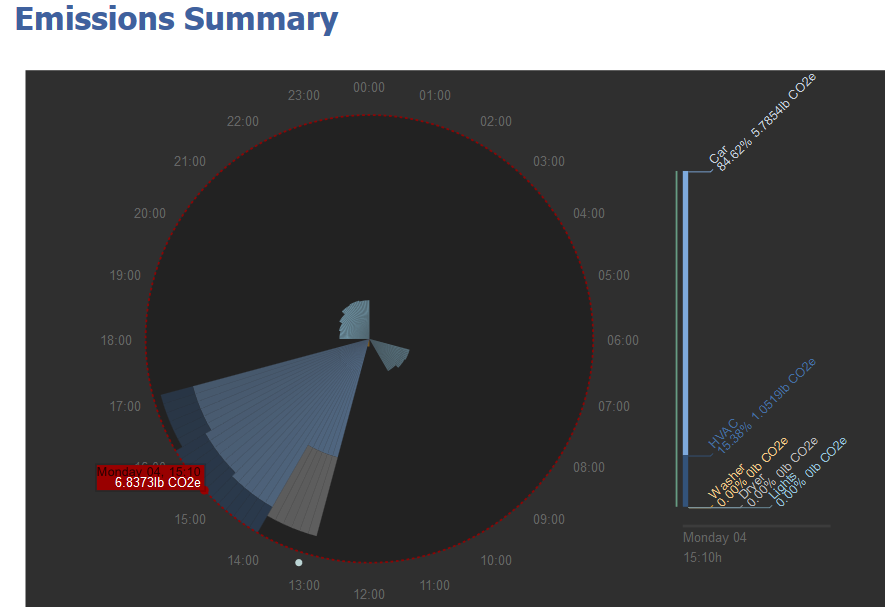 Emissions Summary
00:00
01:00
02:00
03:00
04:00
05:00
06:00
07:00
08:00
09:00
10:00
11:00
12:00
13:00
14:00
15:00
16:00
17:00
18:00
19:00
20:00
21:00
22:00
23:00
Monday 04, 15:10
6.8373lb CO2e
Car
84.62% 5.7854lb CO2e
HVAC
15.38% 1.0519lb CO2e
Washer
0.00% 0lb CO2e
Dryer
0.00% 0lb CO2e
Lights
0.00% 0lb CO2e
Monday 04
15:10h